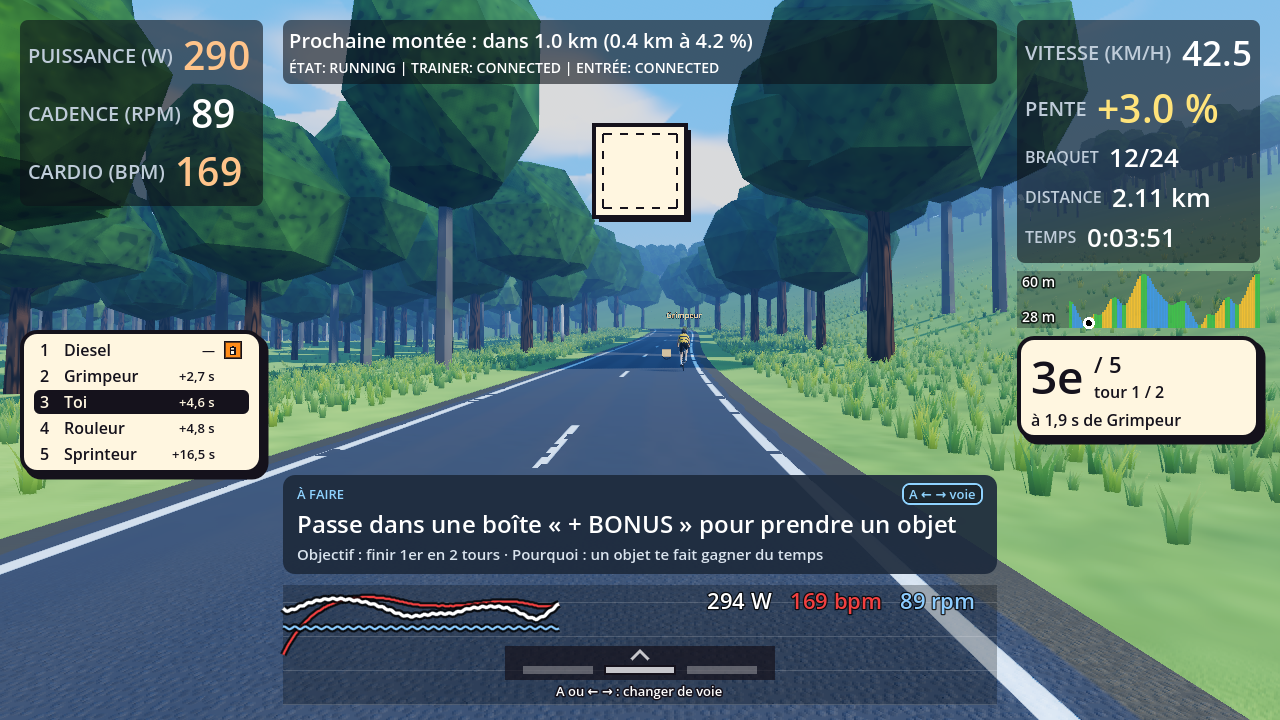 PUISSANCE (W) 290
CADENCE (RPM) 89
CARDIO (BPM) 169
Prochaine montée : dans 1.0 km (0.4 km à 4.2 %)
ÉTAT: RUNNING | TRAINER: CONNECTED | ENTRÉE: CONNECTED
VITESSE (KM/H) 42.5
PENTE +3.0 %
BRAQUET 12/24
DISTANCE 2.11 km
TEMPS 0:03:51
60 m
28 m
Grimpeur
1 Diesel —
2 Grimpeur +2,7 s
3 Toi +4,6 s
4 Rouleur +4,8 s
5 Sprinteur +16,5 s
3e / 5
tour 1 / 2
à 1,9 s de Grimpeur
À FAIRE
A ← → voie
Passe dans une boîte « + BONUS » pour prendre un objet
Objectif : finir 1er en 2 tours · Pourquoi : un objet te fait gagner du temps
294 W 169 bpm 89 rpm
A ou ← → : changer de voie